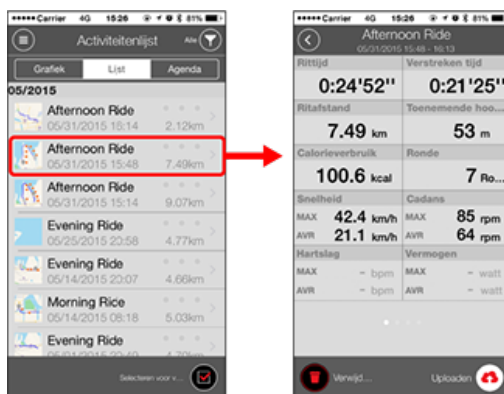 Carrier 4G 15:26 81%
Activiteitenlijst Alle
Grafiek List Agenda
05/2015
Afternoon Ride
05/31/2015 16:14 2.12km
Afternoon Ride
05/31/2015 15:48 7.49km
Afternoon Ride
05/31/2015 15:14 9.07km
Evening Ride
05/25/2015 20:58 4.77km
Evening Ride
05/14/2015 20:07 4.66km
Morning Rice
05/14/2015 08:18 5.03km
Evening Ride
Selecteren voor v...
Carrier 4G 15:26 81%
Afternoon Ride
05/31/2015 15:48 - 16:13
Rittijd Verstreken tijd
0:24'52'' 0:21'25''
Ritafstand Toenemende hoo...
7.49 km 53 m
Calorieverbruik Ronde
100.6 kcal 7 Ro...
Snelheid Cadans
MAX 42.4 km/h MAX 85 rpm
AVR 21.1 km/h AVR 64 rpm
Hartslag Vermogen
MAX - bpm MAX - watt
AVR - bpm AVR - watt
Verwijd... Uploaden